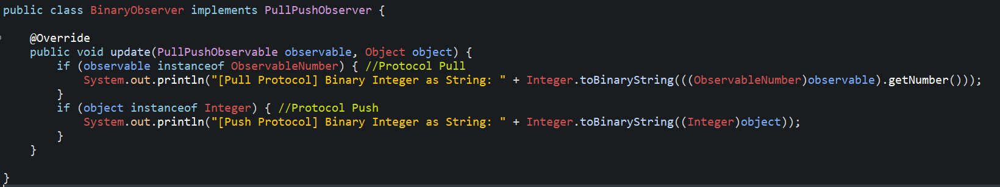 public class BinaryObserver implements PullPushObserver {
@Override
public void update(PullPushObservable observable, Object object) {
if (observable instanceof ObservableNumber) { //Protocol Pull
System.out.println("[Pull Protocol] Binary Integer as String: " + Integer.toBinaryString(((ObservableNumber)observable).getNumber()));
}
if (object instanceof Integer) { //Protocol Push
System.out.println("[Push Protocol] Binary Integer as String: " + Integer.toBinaryString((Integer)object));
}
}
}